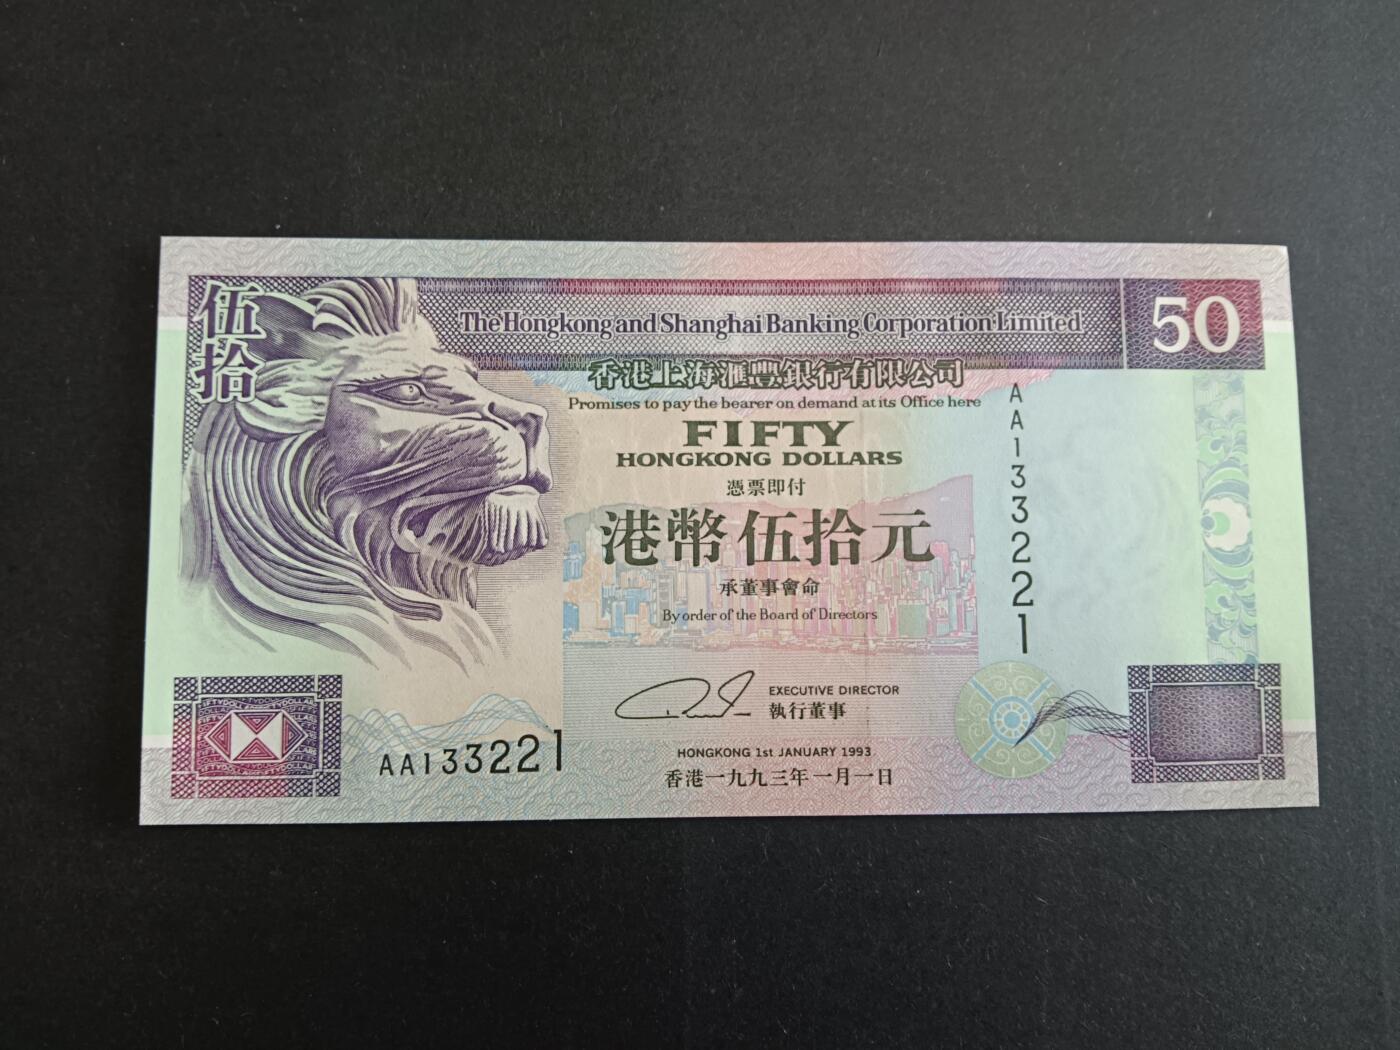 伍拾
The Hongkong and Shanghai Banking Corporation Limited
50
香港上海滙豐銀行有限公司
Promises to pay the bearer on demand at its Office here
FIFTY
HONGKONG DOLLARS
憑票即付
港幣伍拾元
承董事會命
By order of the Board of Directors
AA133221
EXECUTIVE DIRECTOR
執行董事
HONGKONG 1st JANUARY 1993
香港一九九三年一月一日
AA133221